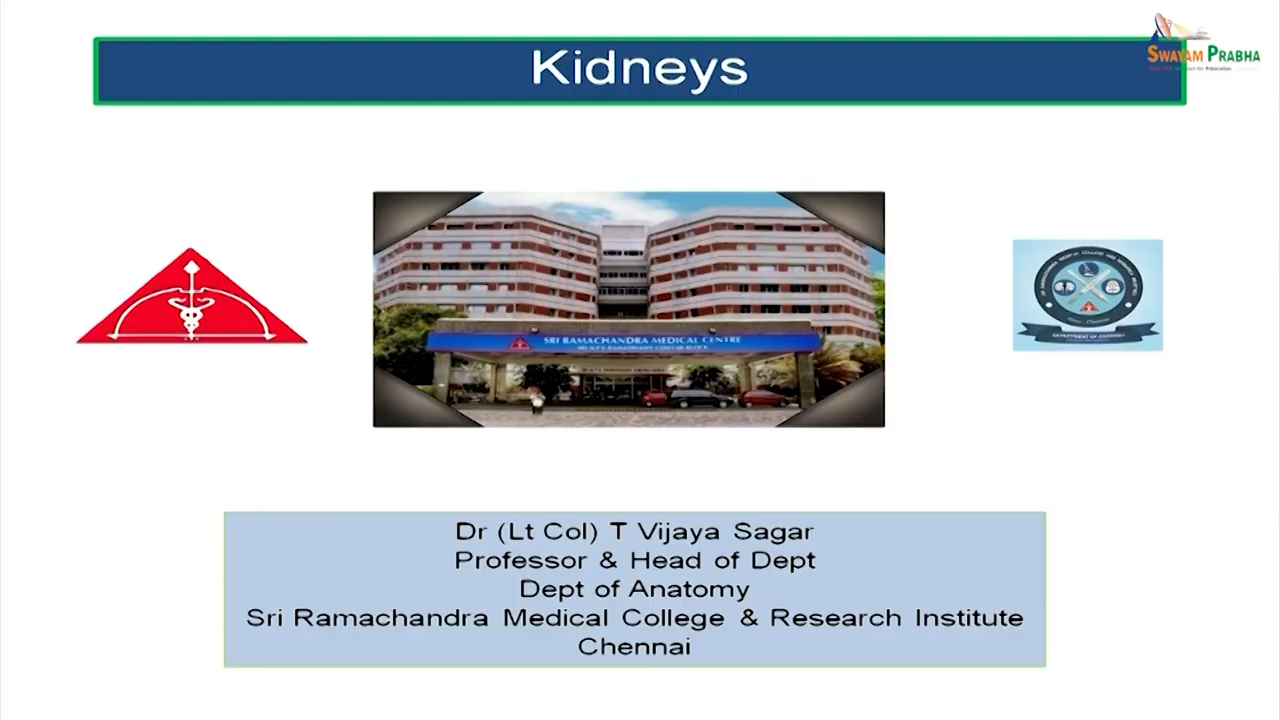 Kidneys
SWAYAM PRABHA
SRI RAMACHANDRA MEDICAL CENTRE
Dr (Lt Col) T Vijaya Sagar
Professor & Head of Dept
Dept of Anatomy
Sri Ramachandra Medical College & Research Institute
Chennai